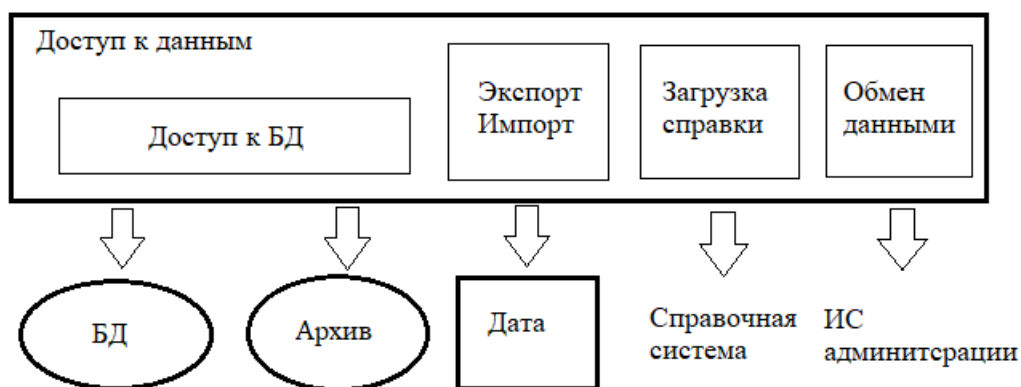 Доступ к данным
Доступ к БД
Экспорт
Импорт
Загрузка
справки
Обмен
данными
БД
Архив
Дата
Справочная
система
ИС
админитсрации